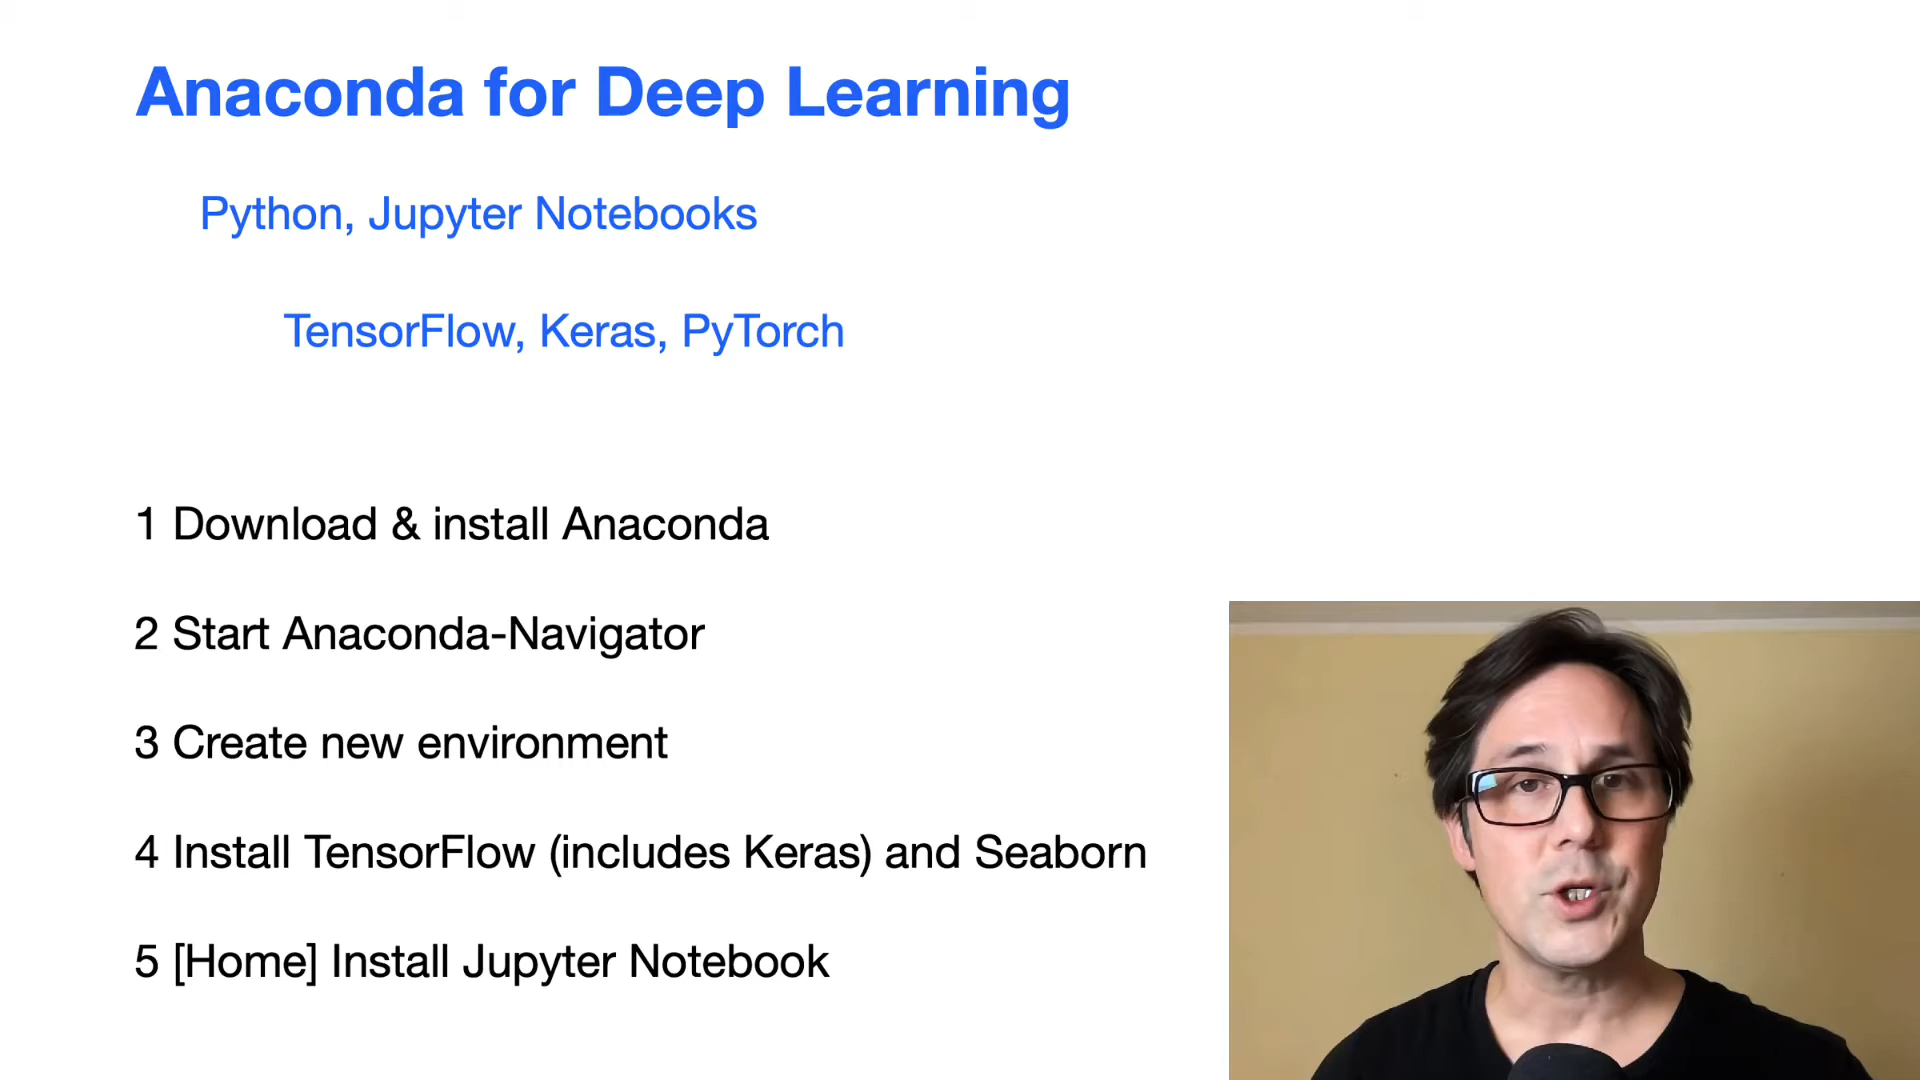 Anaconda for Deep Learning
Python, Jupyter Notebooks
TensorFlow, Keras, PyTorch
1 Download & install Anaconda
2 Start Anaconda-Navigator
3 Create new environment
4 Install TensorFlow (includes Keras) and Seaborn
5 [Home] Install Jupyter Notebook